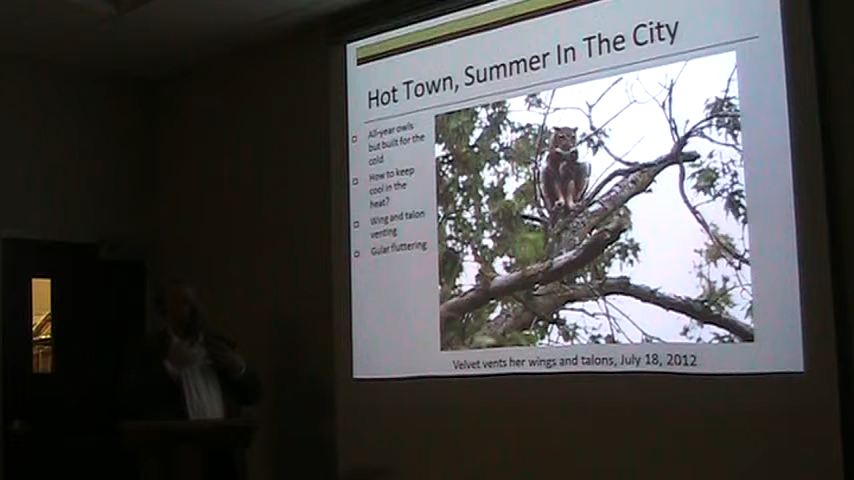 Hot Town, Summer In The City
All-year owls
but built for the
cold
How to keep
cool in the
heat?
Wing and talon
venting
Gular fluttering
Velvet vents her wings and talons, July 18, 2012